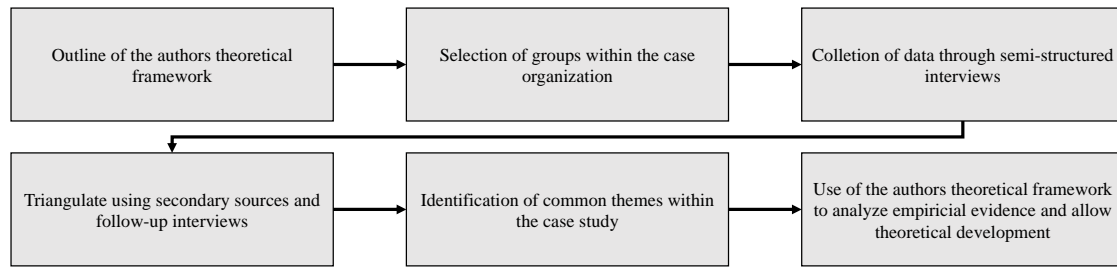 Outline of the authors theoretical
framework
Selection of groups within the case
organization
Colletion of data through semi-structured
interviews
Triangulate using secondary sources and
follow-up interviews
Identification of common themes within
the case study
Use of the authors theoretical framework
to analyze empiricial evidence and allow
theoretical development